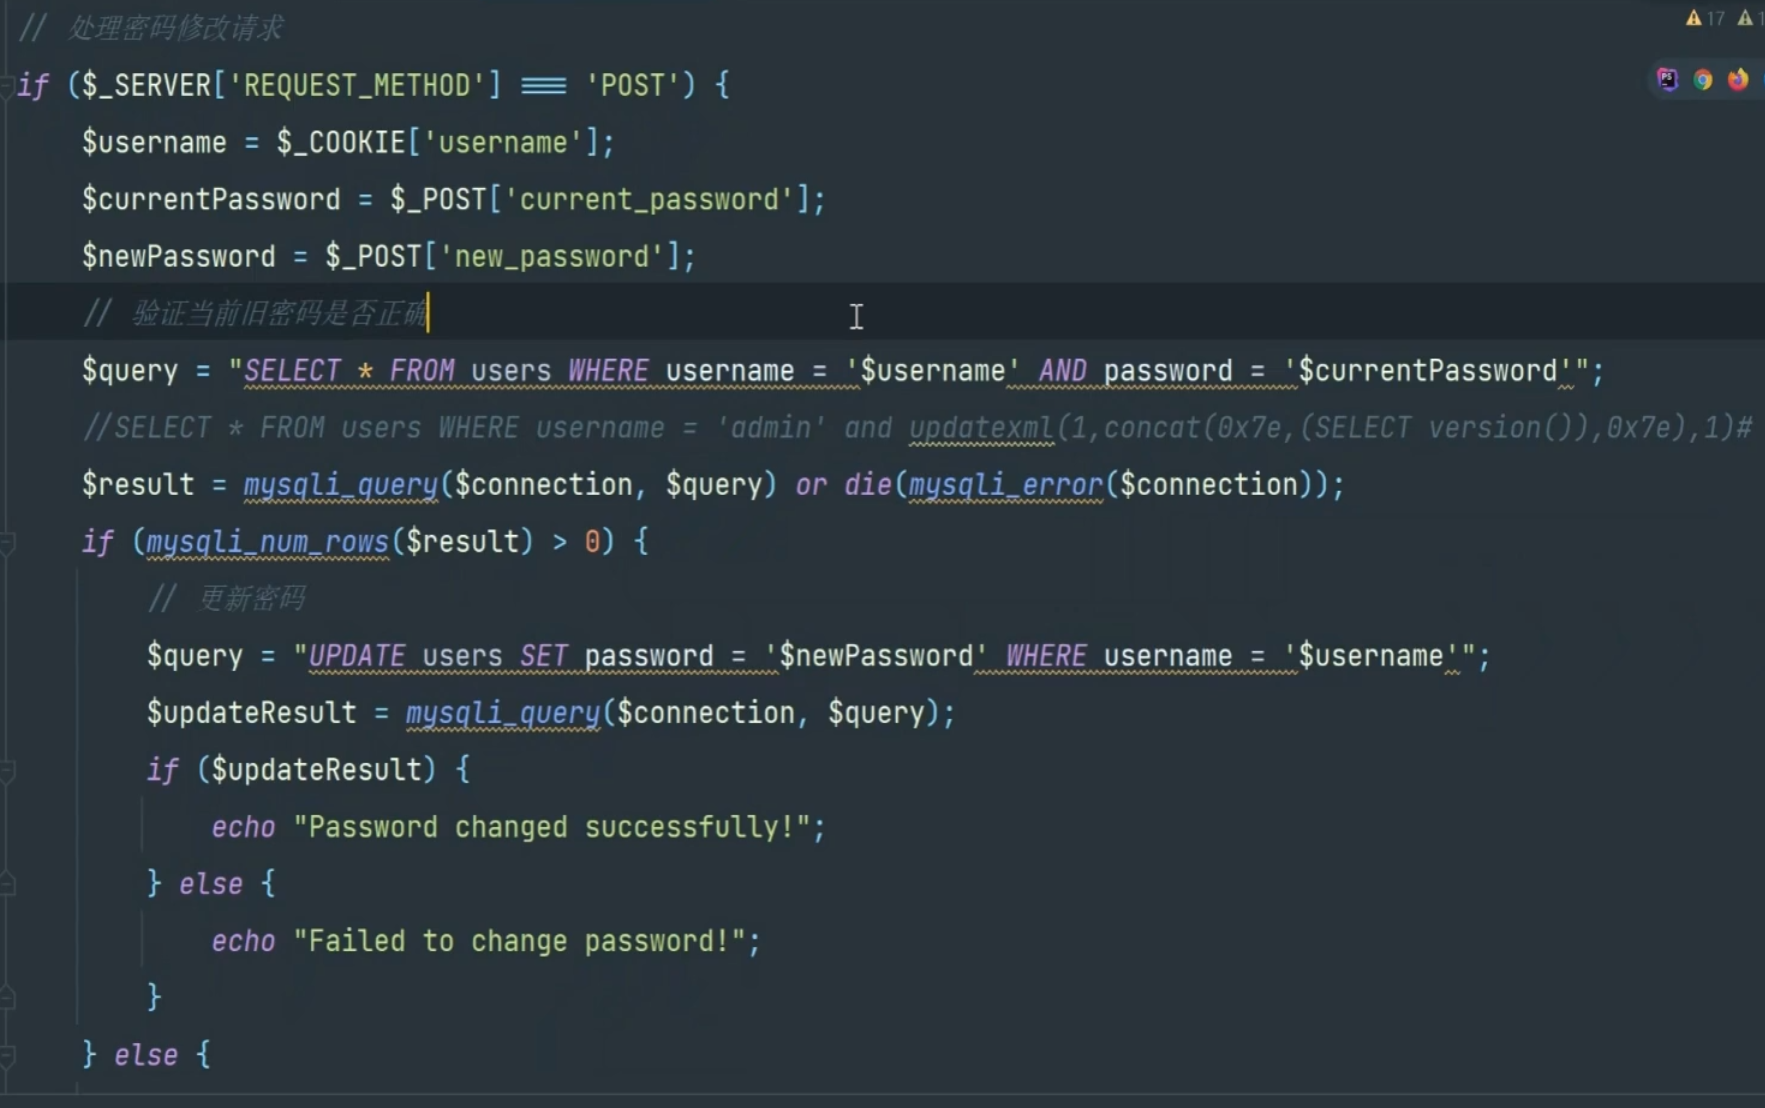 // 处理密码修改请求
17 1
if ($_SERVER['REQUEST_METHOD'] === 'POST') {
$username = $_COOKIE['username'];
$currentPassword = $_POST['current_password'];
$newPassword = $_POST['new_password'];
// 验证当前旧密码是否正确
$query = "SELECT * FROM users WHERE username = '$username' AND password = '$currentPassword'";
//SELECT * FROM users WHERE username = 'admin' and updatexml(1,concat(0x7e,(SELECT version()),0x7e),1)#
$result = mysqli_query($connection, $query) or die(mysqli_error($connection));
if (mysqli_num_rows($result) > 0) {
// 更新密码
$query = "UPDATE users SET password = '$newPassword' WHERE username = '$username'";
$updateResult = mysqli_query($connection, $query);
if ($updateResult) {
echo "Password changed successfully!";
} else {
echo "Failed to change password!";
}
} else {